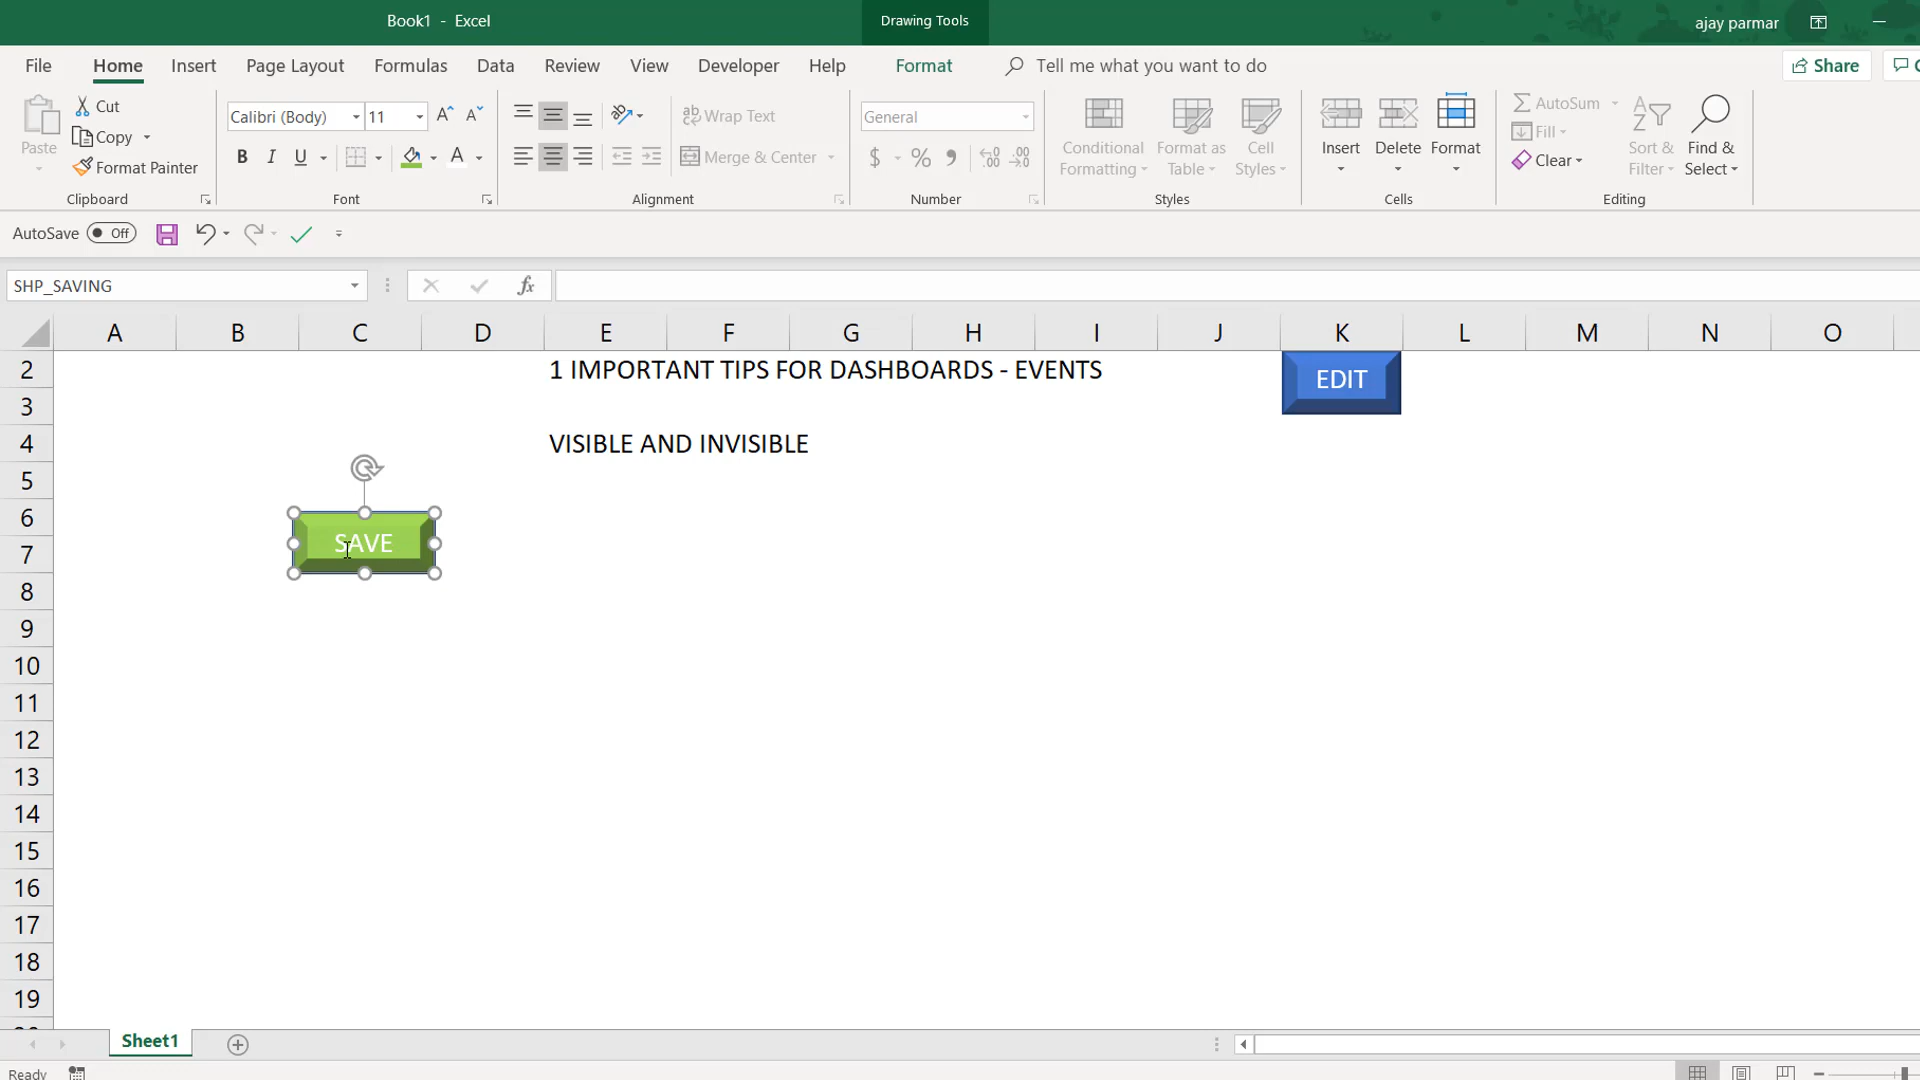 Book1 - Excel
Drawing Tools
ajay parmar
File Home Insert Page Layout Formulas Data Review View Developer Help Format Tell me what you want to do Share
Paste
Cut
Copy
Format Painter
Clipboard
Calibri (Body) 11
B I U A
Font
Wrap Text
Merge & Center
Alignment
General
$ % 9
Number
Conditional Formatting
Format as Table
Cell Styles
Styles
Insert
Delete
Format
Cells
AutoSum
Fill
Clear
Sort & Filter
Find & Select
Editing
AutoSave Off
SHP_SAVING fx
A B C D E F G H I J K L M N O
2 1 IMPORTANT TIPS FOR DASHBOARDS - EVENTS EDIT
3
4 VISIBLE AND INVISIBLE
5
6
SAVE
7
8
9
10
11
12
13
14
15
16
17
18
19
Sheet1
Ready